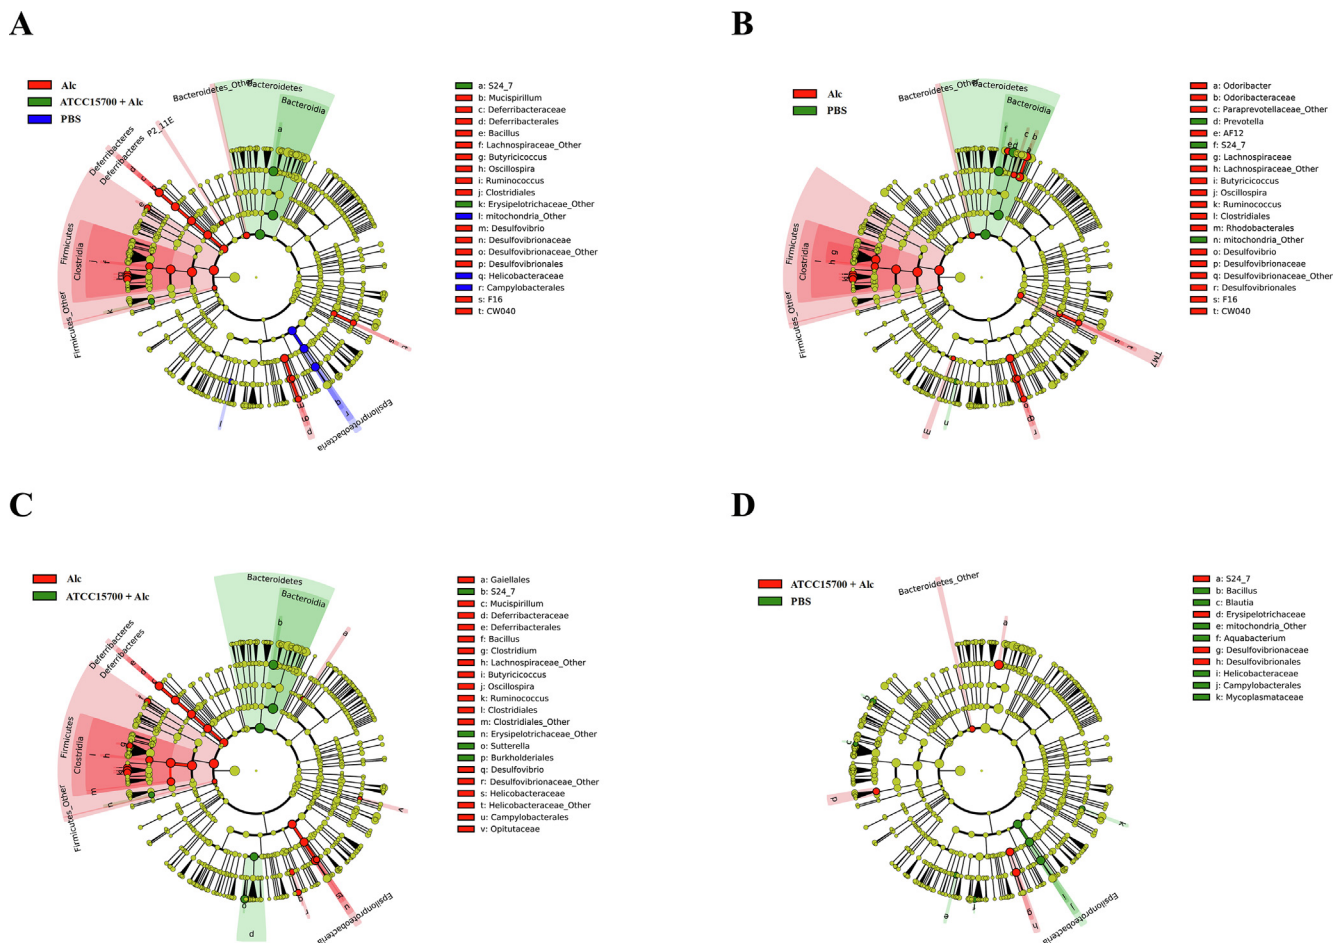 A
Alc
ATCC15700 + Alc
PBS
Bacteroidetes_Other
Bacteroidetes
Bacteroidia
a
P2_11E
Deferribacteres
Deferribacteres
Firmicutes
Clostridia
Firmicutes_Other
j
f
k
l
m
n
p
q
r
s
t
Epsilonproteobacteria
a: S24_7
b: Mucispirillum
c: Deferribacteraceae
d: Deferribacterales
e: Bacillus
f: Lachnospiraceae_Other
g: Butyricicoccus
h: Oscillospira
i: Ruminococcus
j: Clostridiales
k: Erysipelotrichaceae_Other
l: mitochondria_Other
m: Desulfovibrio
n: Desulfovibrionaceae
o: Desulfovibrionaceae_Other
p: Desulfovibrionales
q: Helicobacteraceae
r: Campylobacterales
s: F16
t: CW040
B
Alc
PBS
Bacteroidetes_Other
Bacteroidetes
Bacteroidia
f
e
d
c
b
Firmicutes
Clostridia
Firmicutes_Other
l
h
g
m
n
o
q
r
s
t
TM7
a: Odoribacter
b: Odoribacteraceae
c: Paraprevotellaceae_Other
d: Prevotella
e: AF12
f: S24_7
g: Lachnospiraceae
h: Lachnospiraceae_Other
i: Butyricicoccus
j: Oscillospira
k: Ruminococcus
l: Clostridiales
m: Rhodobacterales
n: mitochondria_Other
o: Desulfovibrio
p: Desulfovibrionaceae
q: Desulfovibrionaceae_Other
r: Desulfovibrionales
s: F16
t: CW040
C
Alc
ATCC15700 + Alc
Bacteroidetes
Bacteroidia
b
a
Deferribacteres
Deferribacteres
Firmicutes
Clostridia
Firmicutes_Other
l
h
g
m
n
p
q
r
u
v
Epsilonproteobacteria
a: Gaiellales
b: S24_7
c: Mucispirillum
d: Deferribacteraceae
e: Deferribacterales
f: Bacillus
g: Clostridium
h: Lachnospiraceae_Other
i: Butyricicoccus
j: Oscillospira
k: Ruminococcus
l: Clostridiales
m: Clostridiales_Other
n: Erysipelotrichaceae_Other
o: Sutterella
p: Burkholderiales
q: Desulfovibrio
r: Desulfovibrionaceae_Other
s: Helicobacteraceae
t: Helicobacteraceae_Other
u: Campylobacterales
v: Opitutaceae
D
ATCC15700 + Alc
PBS
Bacteroidetes_Other
a
c
d
e
f
g
h
i
j
k
Epsilonproteobacteria
a: S24_7
b: Bacillus
c: Blautia
d: Erysipelotrichaceae
e: mitochondria_Other
f: Aquabacterium
g: Desulfovibrionaceae
h: Desulfovibrionales
i: Helicobacteraceae
j: Campylobacterales
k: Mycoplasmataceae